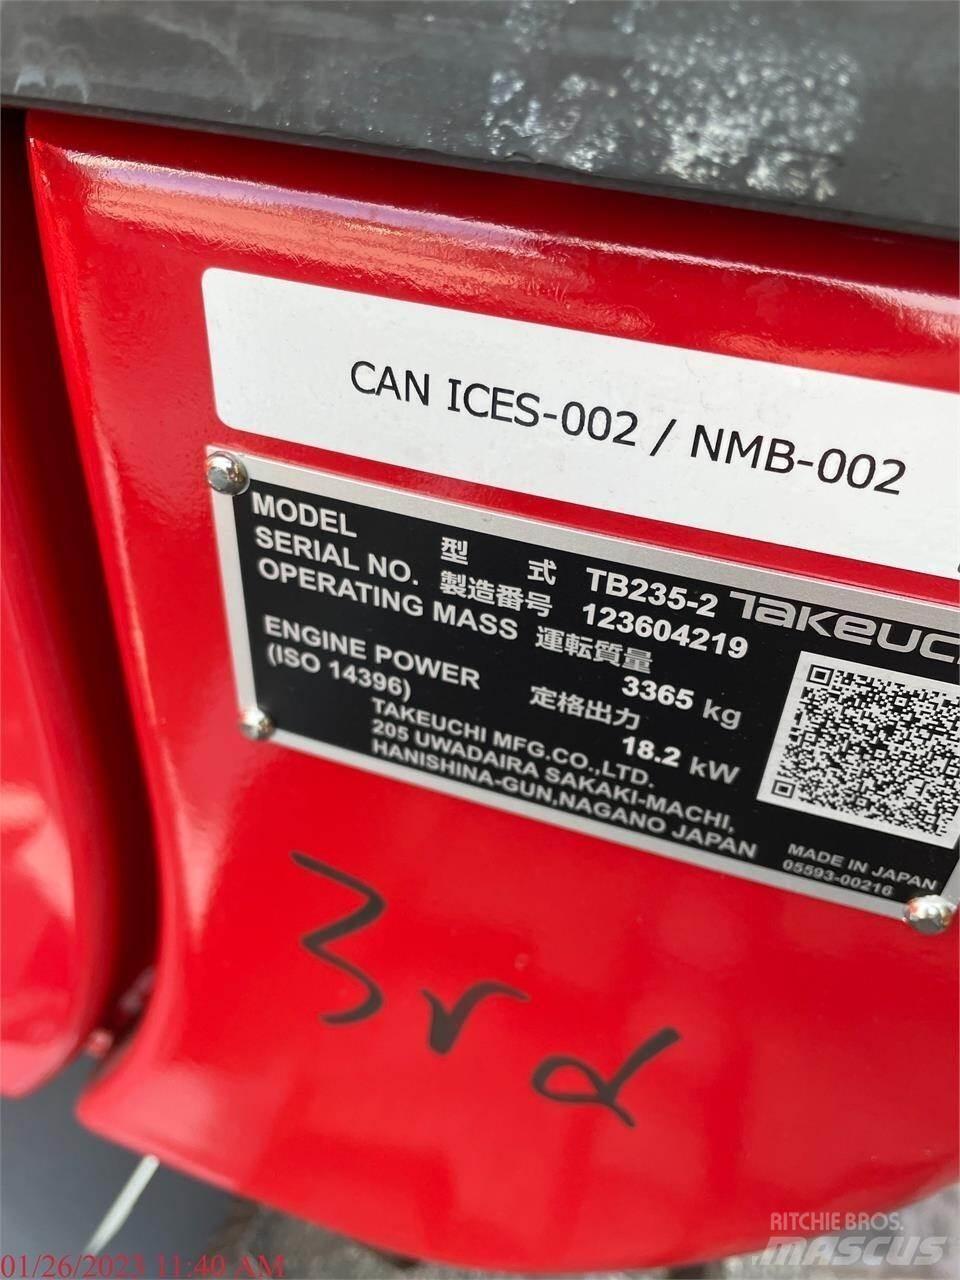 CAN ICES-002 / NMB-002
MODEL 型 式 TB235-2 TAKEUC
SERIAL NO. 製造番号 123604219
OPERATING MASS 運転質量 3365 kg
ENGINE POWER 定格出力 18.2 kW
(ISO 14396)
TAKEUCHI MFG.CO.,LTD.
205 UWADAIRA SAKAKI-MACHI,
HANISHINA-GUN,NAGANO JAPAN
MADE IN JAPAN
05593-00216
3rd
RITCHIE BROS.
MASCUS
01/26/2023 11:40 AM